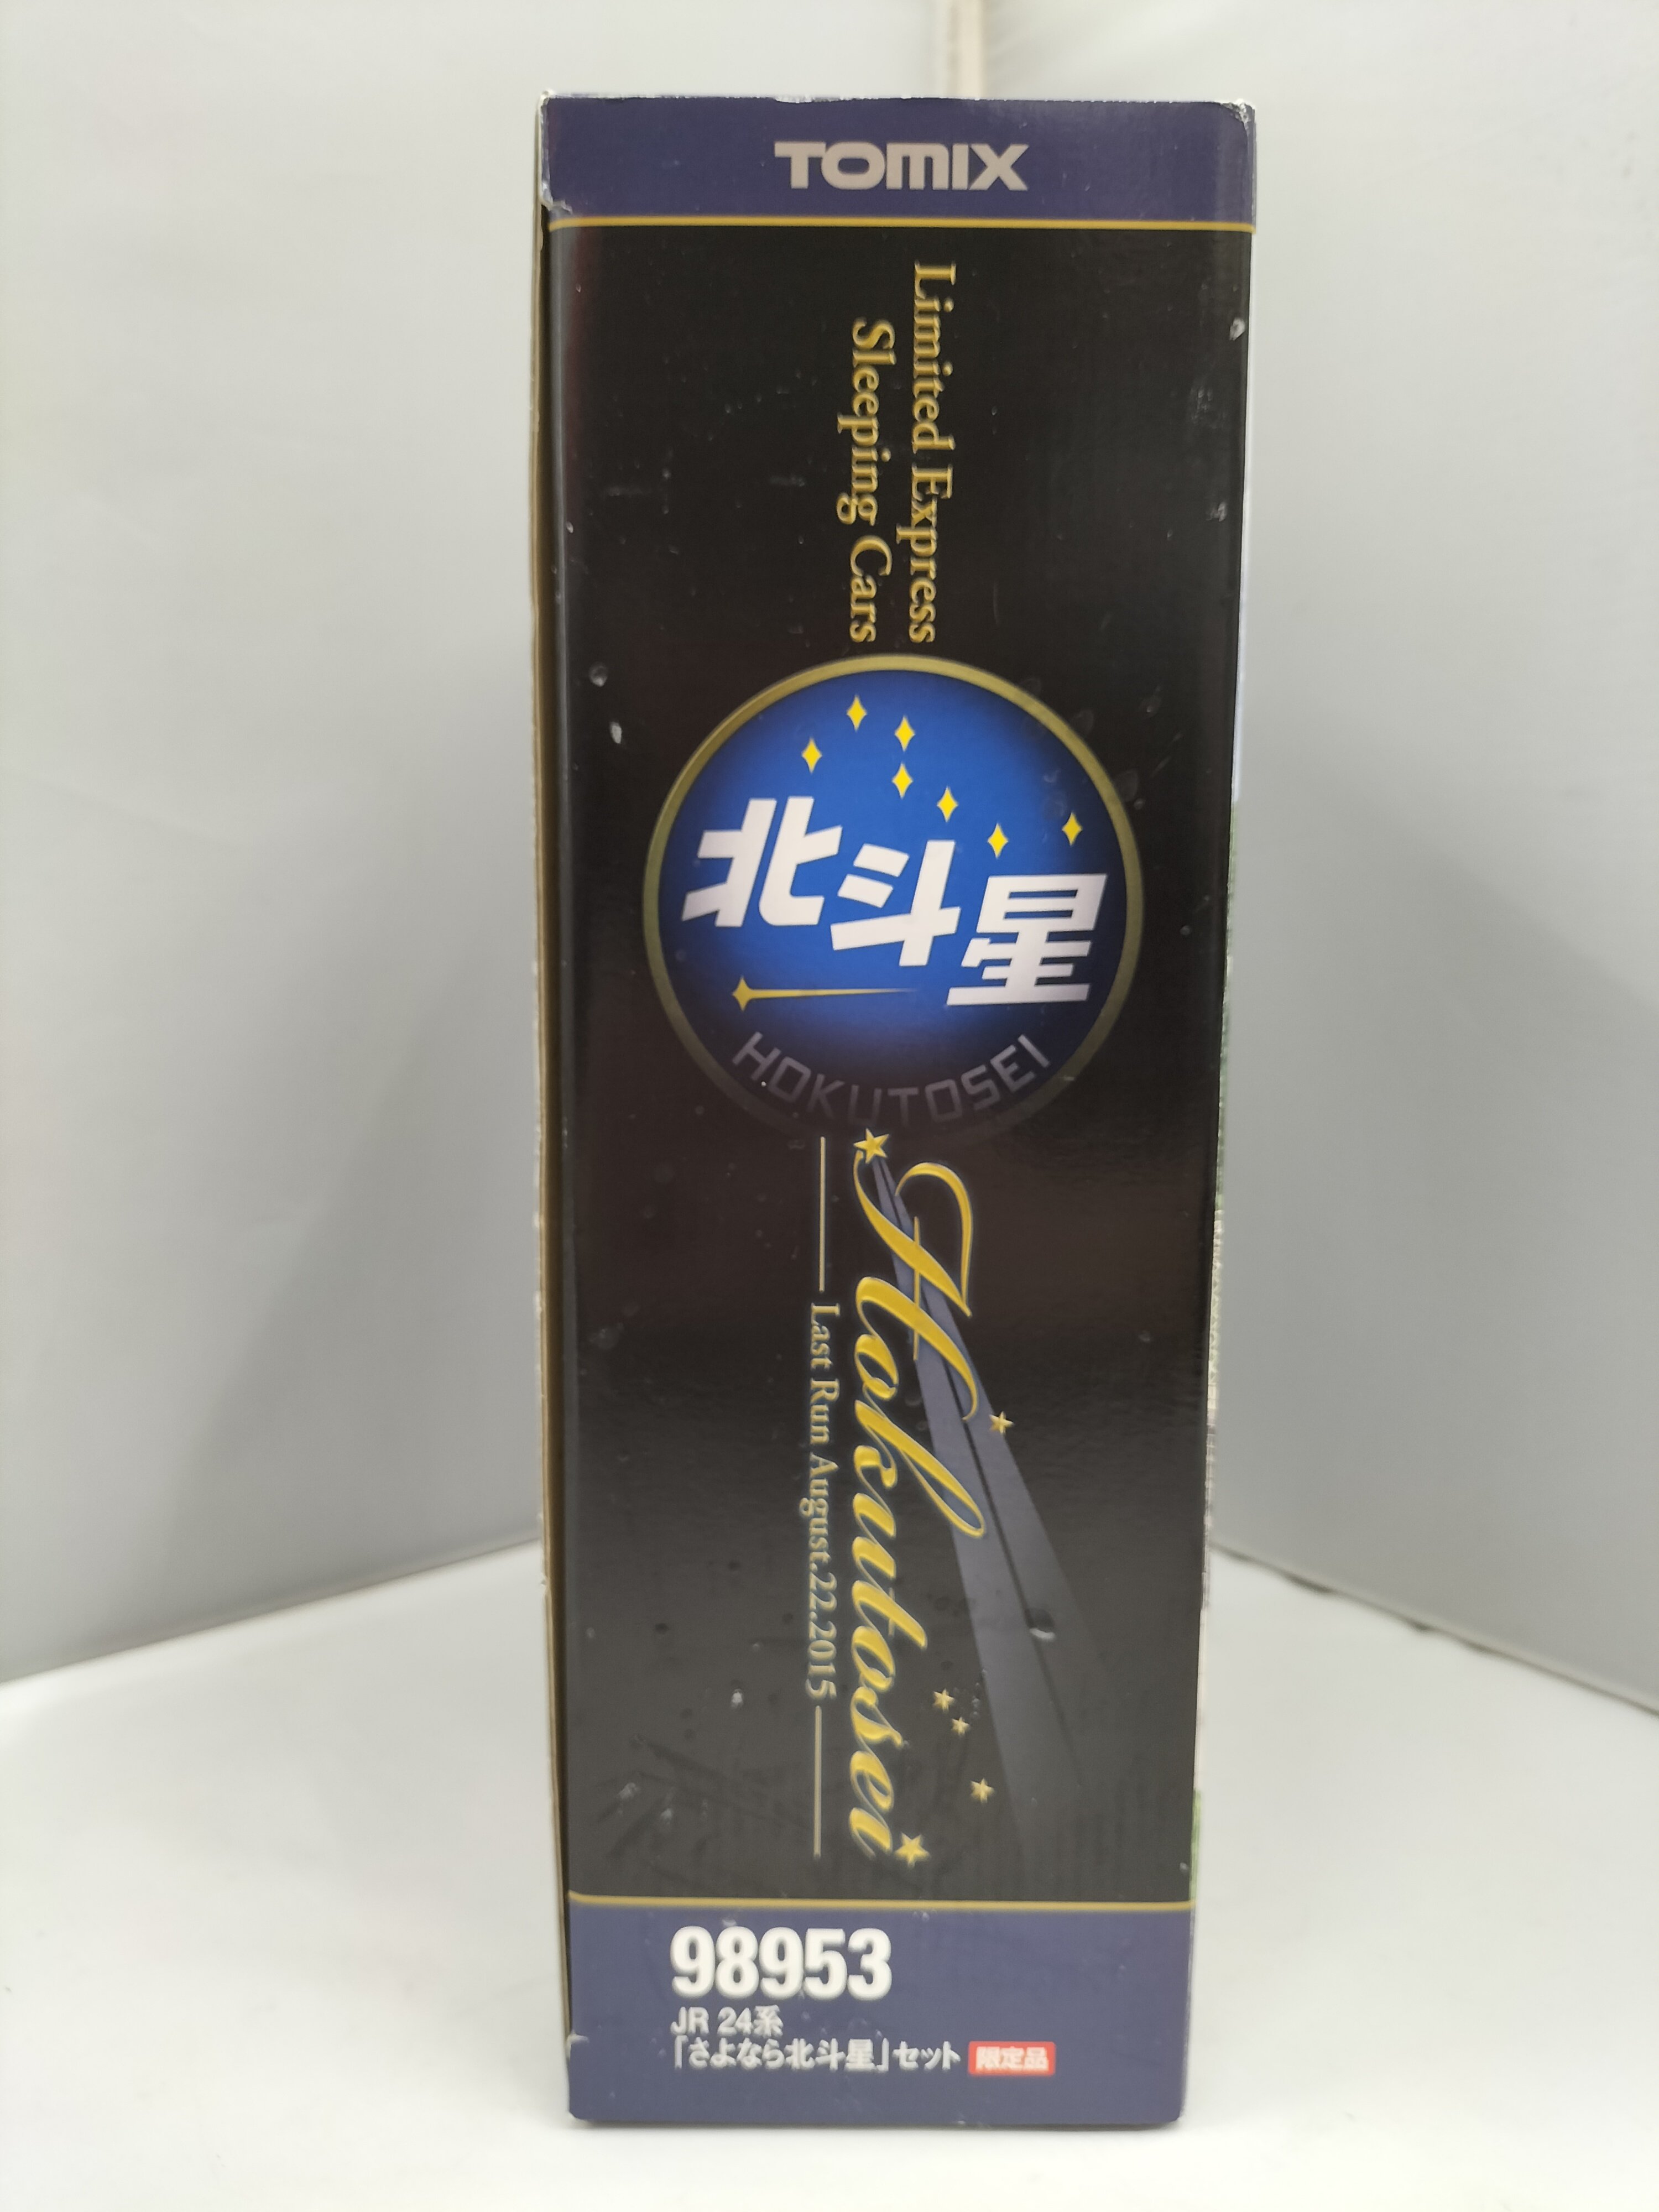 TOMIX
Limited Express
Sleeping Cars
北斗星
HOKUTOSEI
Hokutosei
Last Run August.22.2015
98953
JR 24系
「さよなら北斗星」セット 限定品